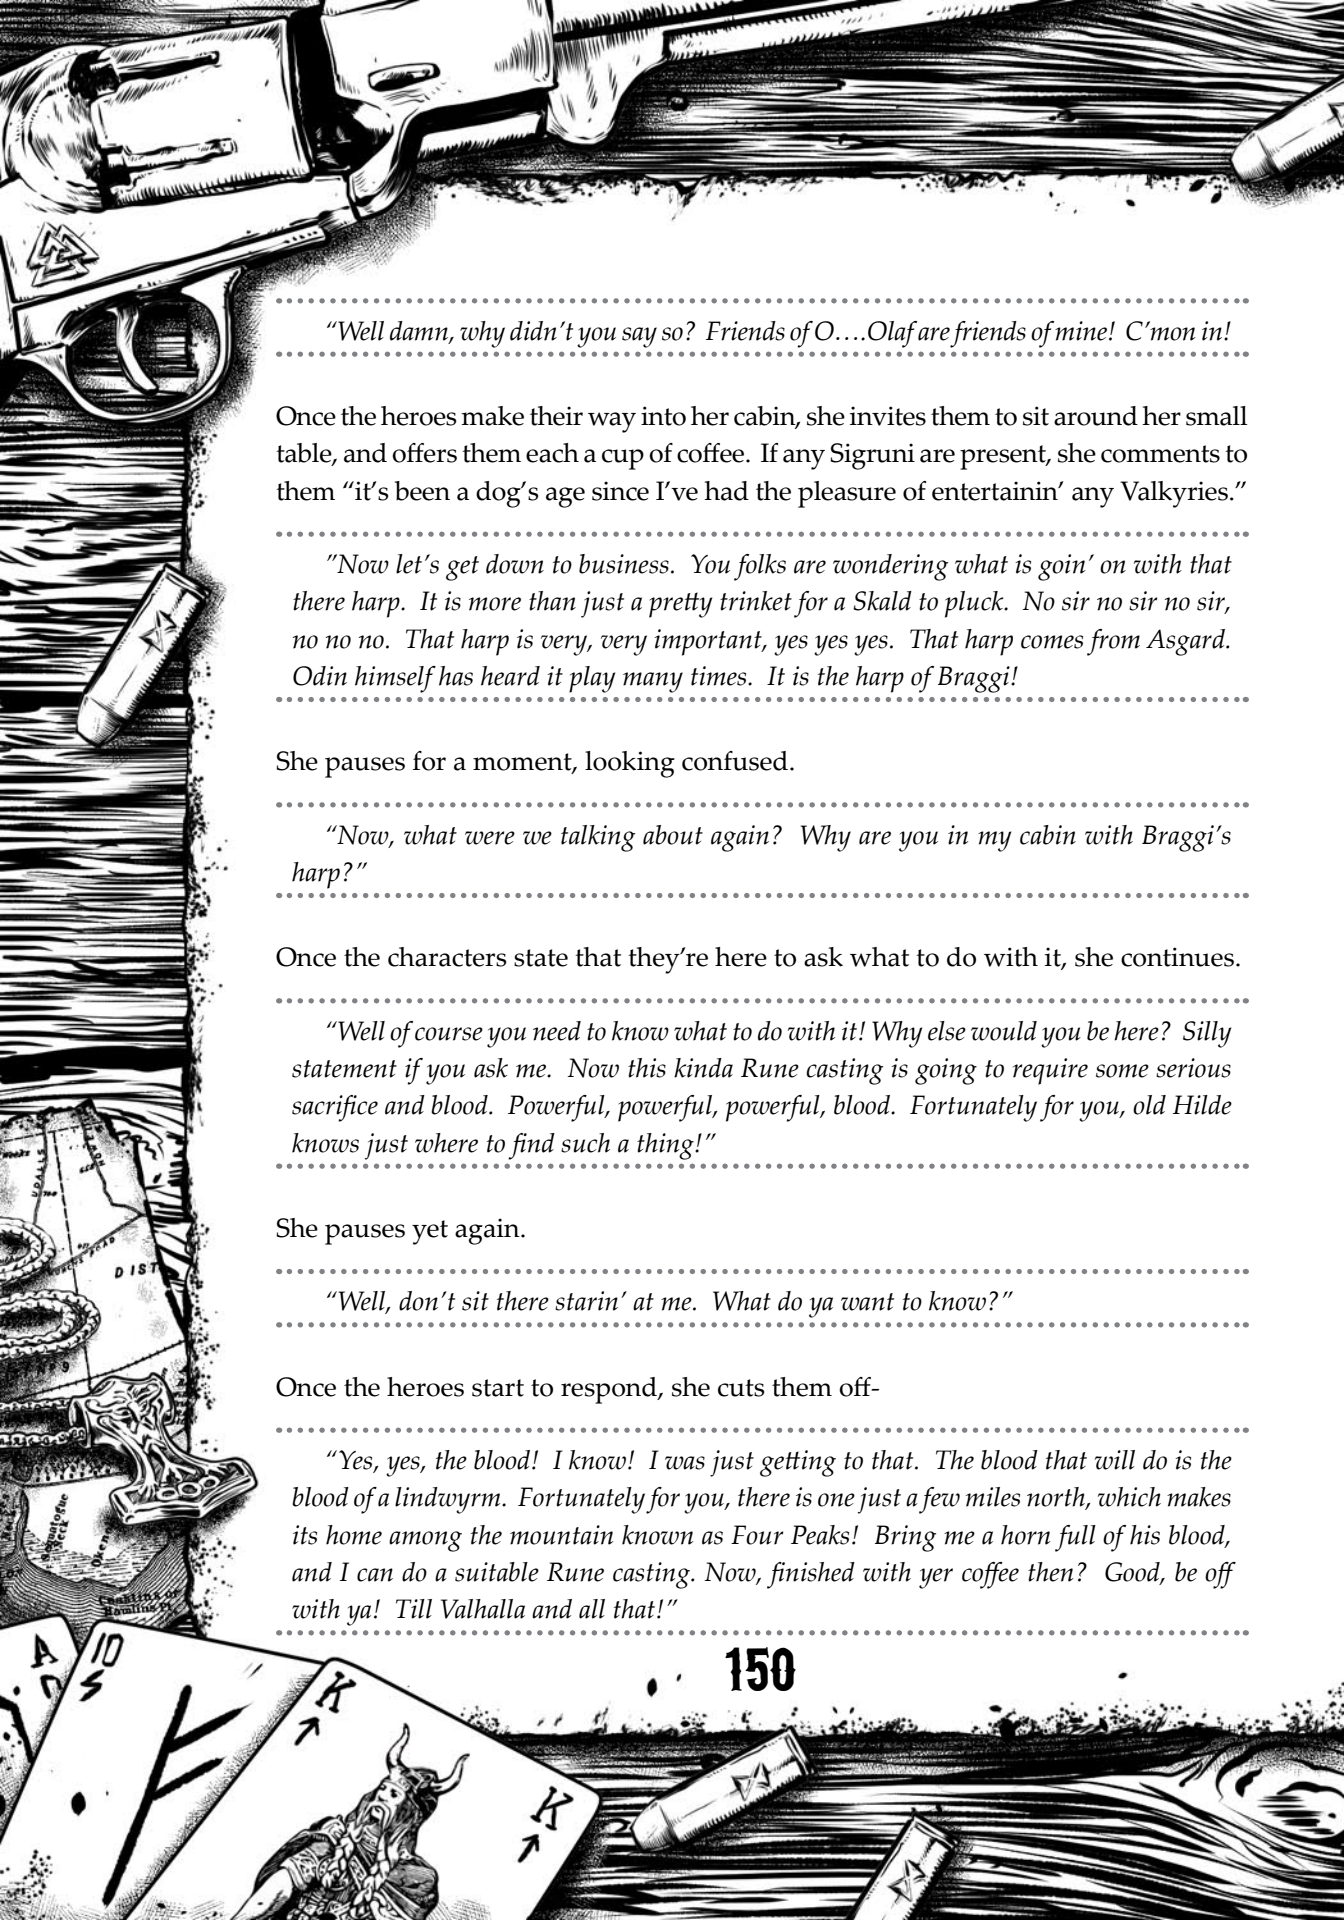 “Well damn, why didn’t you say so?  Friends of O….Olaf are friends of mine!  C’mon in!
Once the heroes make their way into her cabin, she invites them to sit around her small
table, and offers them each a cup of coffee.  If any Sigruni are present, she comments to
them “it’s been a dog’s age since I’ve had the pleasure of entertainin’ any Valkyries.”
”Now let’s get down to business.  You folks are wondering what is goin’ on with that
there harp.  It is more than just a pretty trinket for a Skald to pluck.  No sir no sir no sir,
no no no.  That harp is very, very important, yes yes yes.  That harp comes from Asgard.
Odin himself has heard it play many times.  It is the harp of Braggi!
She pauses for a moment, looking confused.
“Now, what were we talking about again?  Why are you in my cabin with Braggi’s
harp?”
Once the characters state that they’re here to ask what to do with it, she continues.
“Well of course you need to know what to do with it! Why else would you be here?  Silly
statement if you ask me.  Now this kinda Rune casting is going to require some serious
sacrifice and blood.  Powerful, powerful, powerful, blood.  Fortunately for you, old Hilde
knows just where to find such a thing!”
She pauses yet again.
“Well, don’t sit there starin’ at me.  What do ya want to know?”
Once the heroes start to respond, she cuts them off-
“Yes, yes, the blood!  I know!  I was just getting to that.  The blood that will do is the
blood of a lindwyrm.  Fortunately for you, there is one just a few miles north, which makes
its home among the mountain known as Four Peaks!  Bring me a horn full of his blood,
and I can do a suitable Rune casting. Now, finished with yer coffee then?  Good, be off
with ya!  Till Valhalla and all that!”
150
UDALLS
DIST
Neck
A
10
K
K